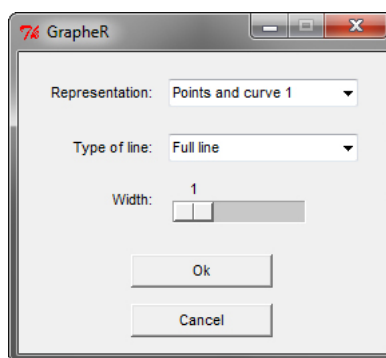 GrapheR
Representation: Points and curve 1
Type of line: Full line
1
Width:
Ok
Cancel